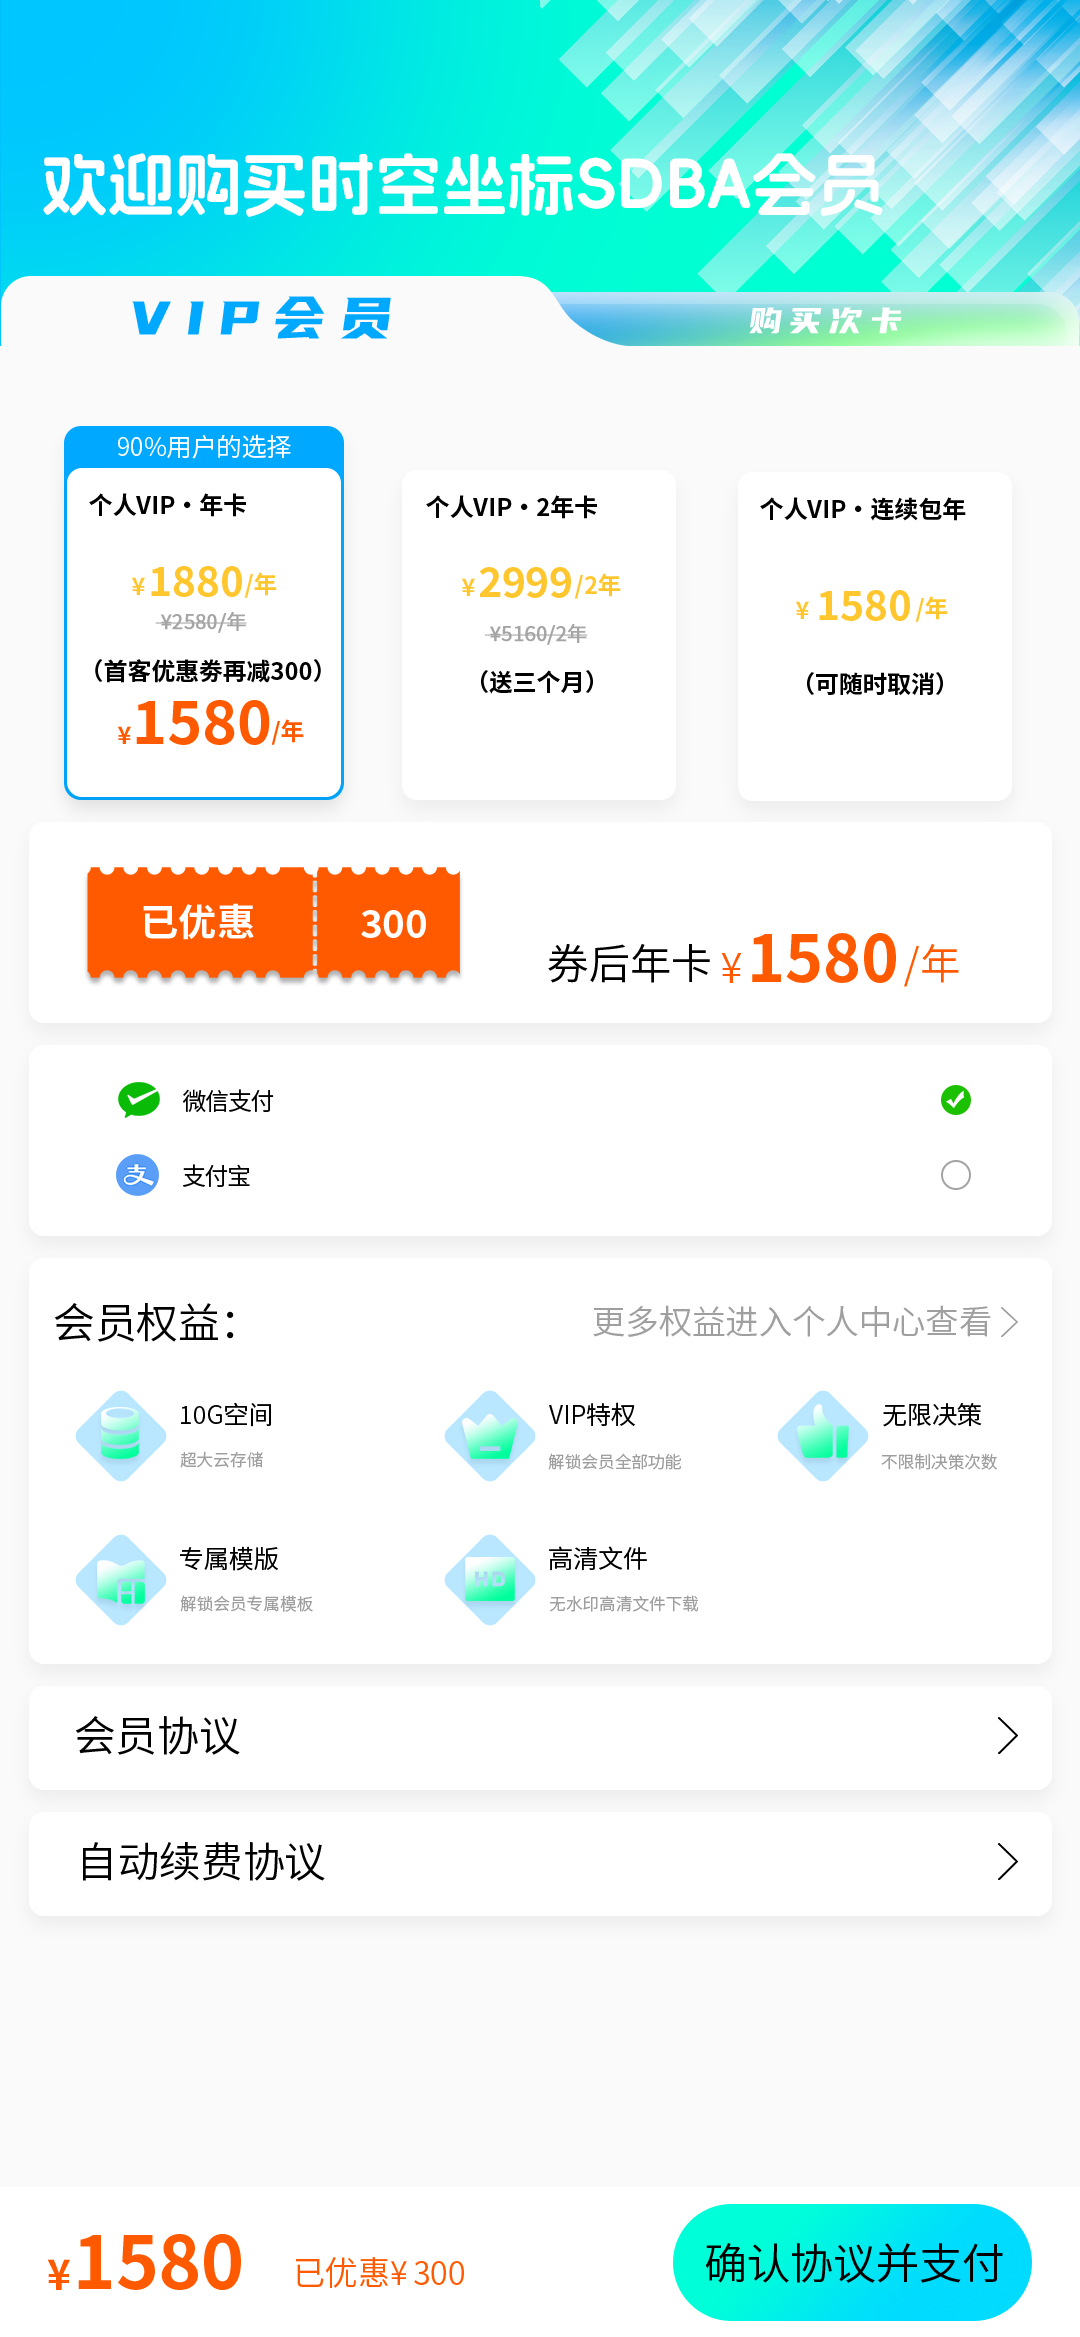 欢迎购买时空坐标SDBA会员
VIP会员
购买次卡
90%用户的选择
个人VIP·年卡
¥1880/年
¥2580/年
（首客优惠劵再减300）
¥1580/年
个人VIP·2年卡
¥2999/2年
¥5160/2年
（送三个月）
个人VIP·连续包年
¥1580/年
（可随时取消）
已优惠 300
券后年卡¥1580/年
微信支付
支付宝
会员权益：
更多权益进入个人中心查看
10G空间
超大云存储
VIP特权
解锁会员全部功能
无限决策
不限制决策次数
专属模版
解锁会员专属模板
HD
高清文件
无水印高清文件下载
会员协议
自动续费协议
¥1580
已优惠¥300
确认协议并支付